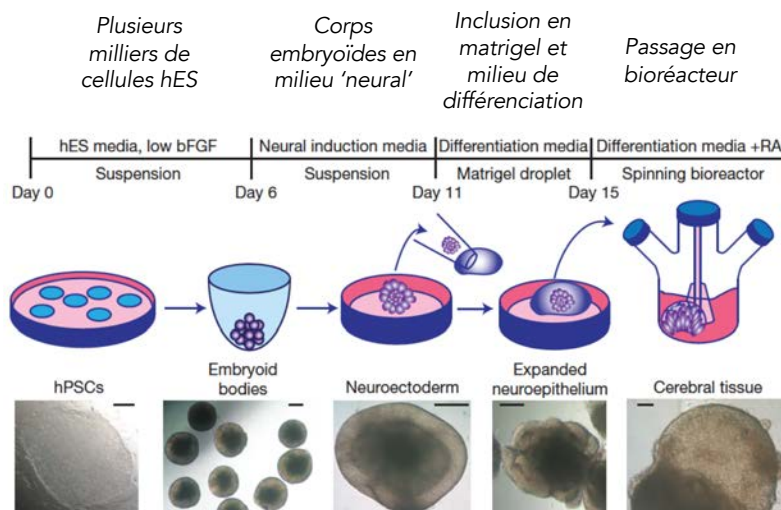 Plusieurs
milliers de
cellules hES
Corps
embryoïdes en
milieu ‘neural’
Inclusion en
matrigel et
milieu de
différenciation
Passage en
bioréacteur
hES media, low bFGF
Neural induction media
Differentiation media
Differentiation media +RA
Suspension
Suspension
Matrigel droplet
Spinning bioreactor
Day 0
Day 6
Day 11
Day 15
hPSCs
Embryoid
bodies
Neuroectoderm
Expanded
neuroepithelium
Cerebral tissue